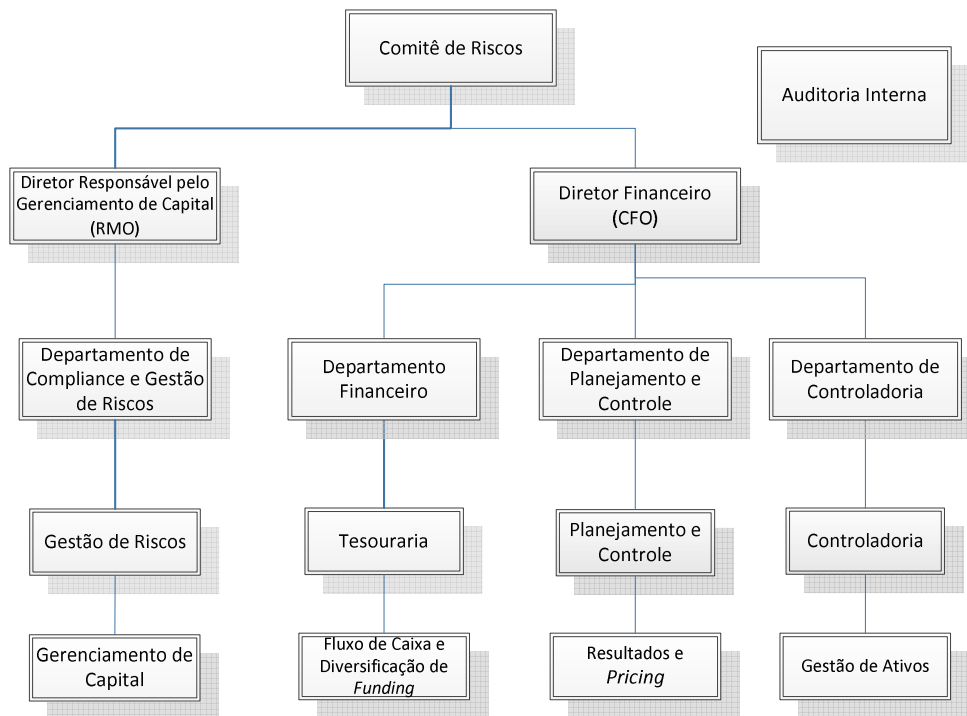 Comitê de Riscos
Auditoria Interna
Diretor Responsável pelo
Gerenciamento de Capital
(RMO)
Diretor Financeiro
(CFO)
Departamento de
Compliance e Gestão
de Riscos
Departamento
Financeiro
Departamento de
Planejamento e
Controle
Departamento de
Controladoria
Gestão de Riscos
Tesouraria
Planejamento e
Controle
Controladoria
Gerenciamento de
Capital
Fluxo de Caixa e
Diversificação de
Funding
Resultados e
Pricing
Gestão de Ativos